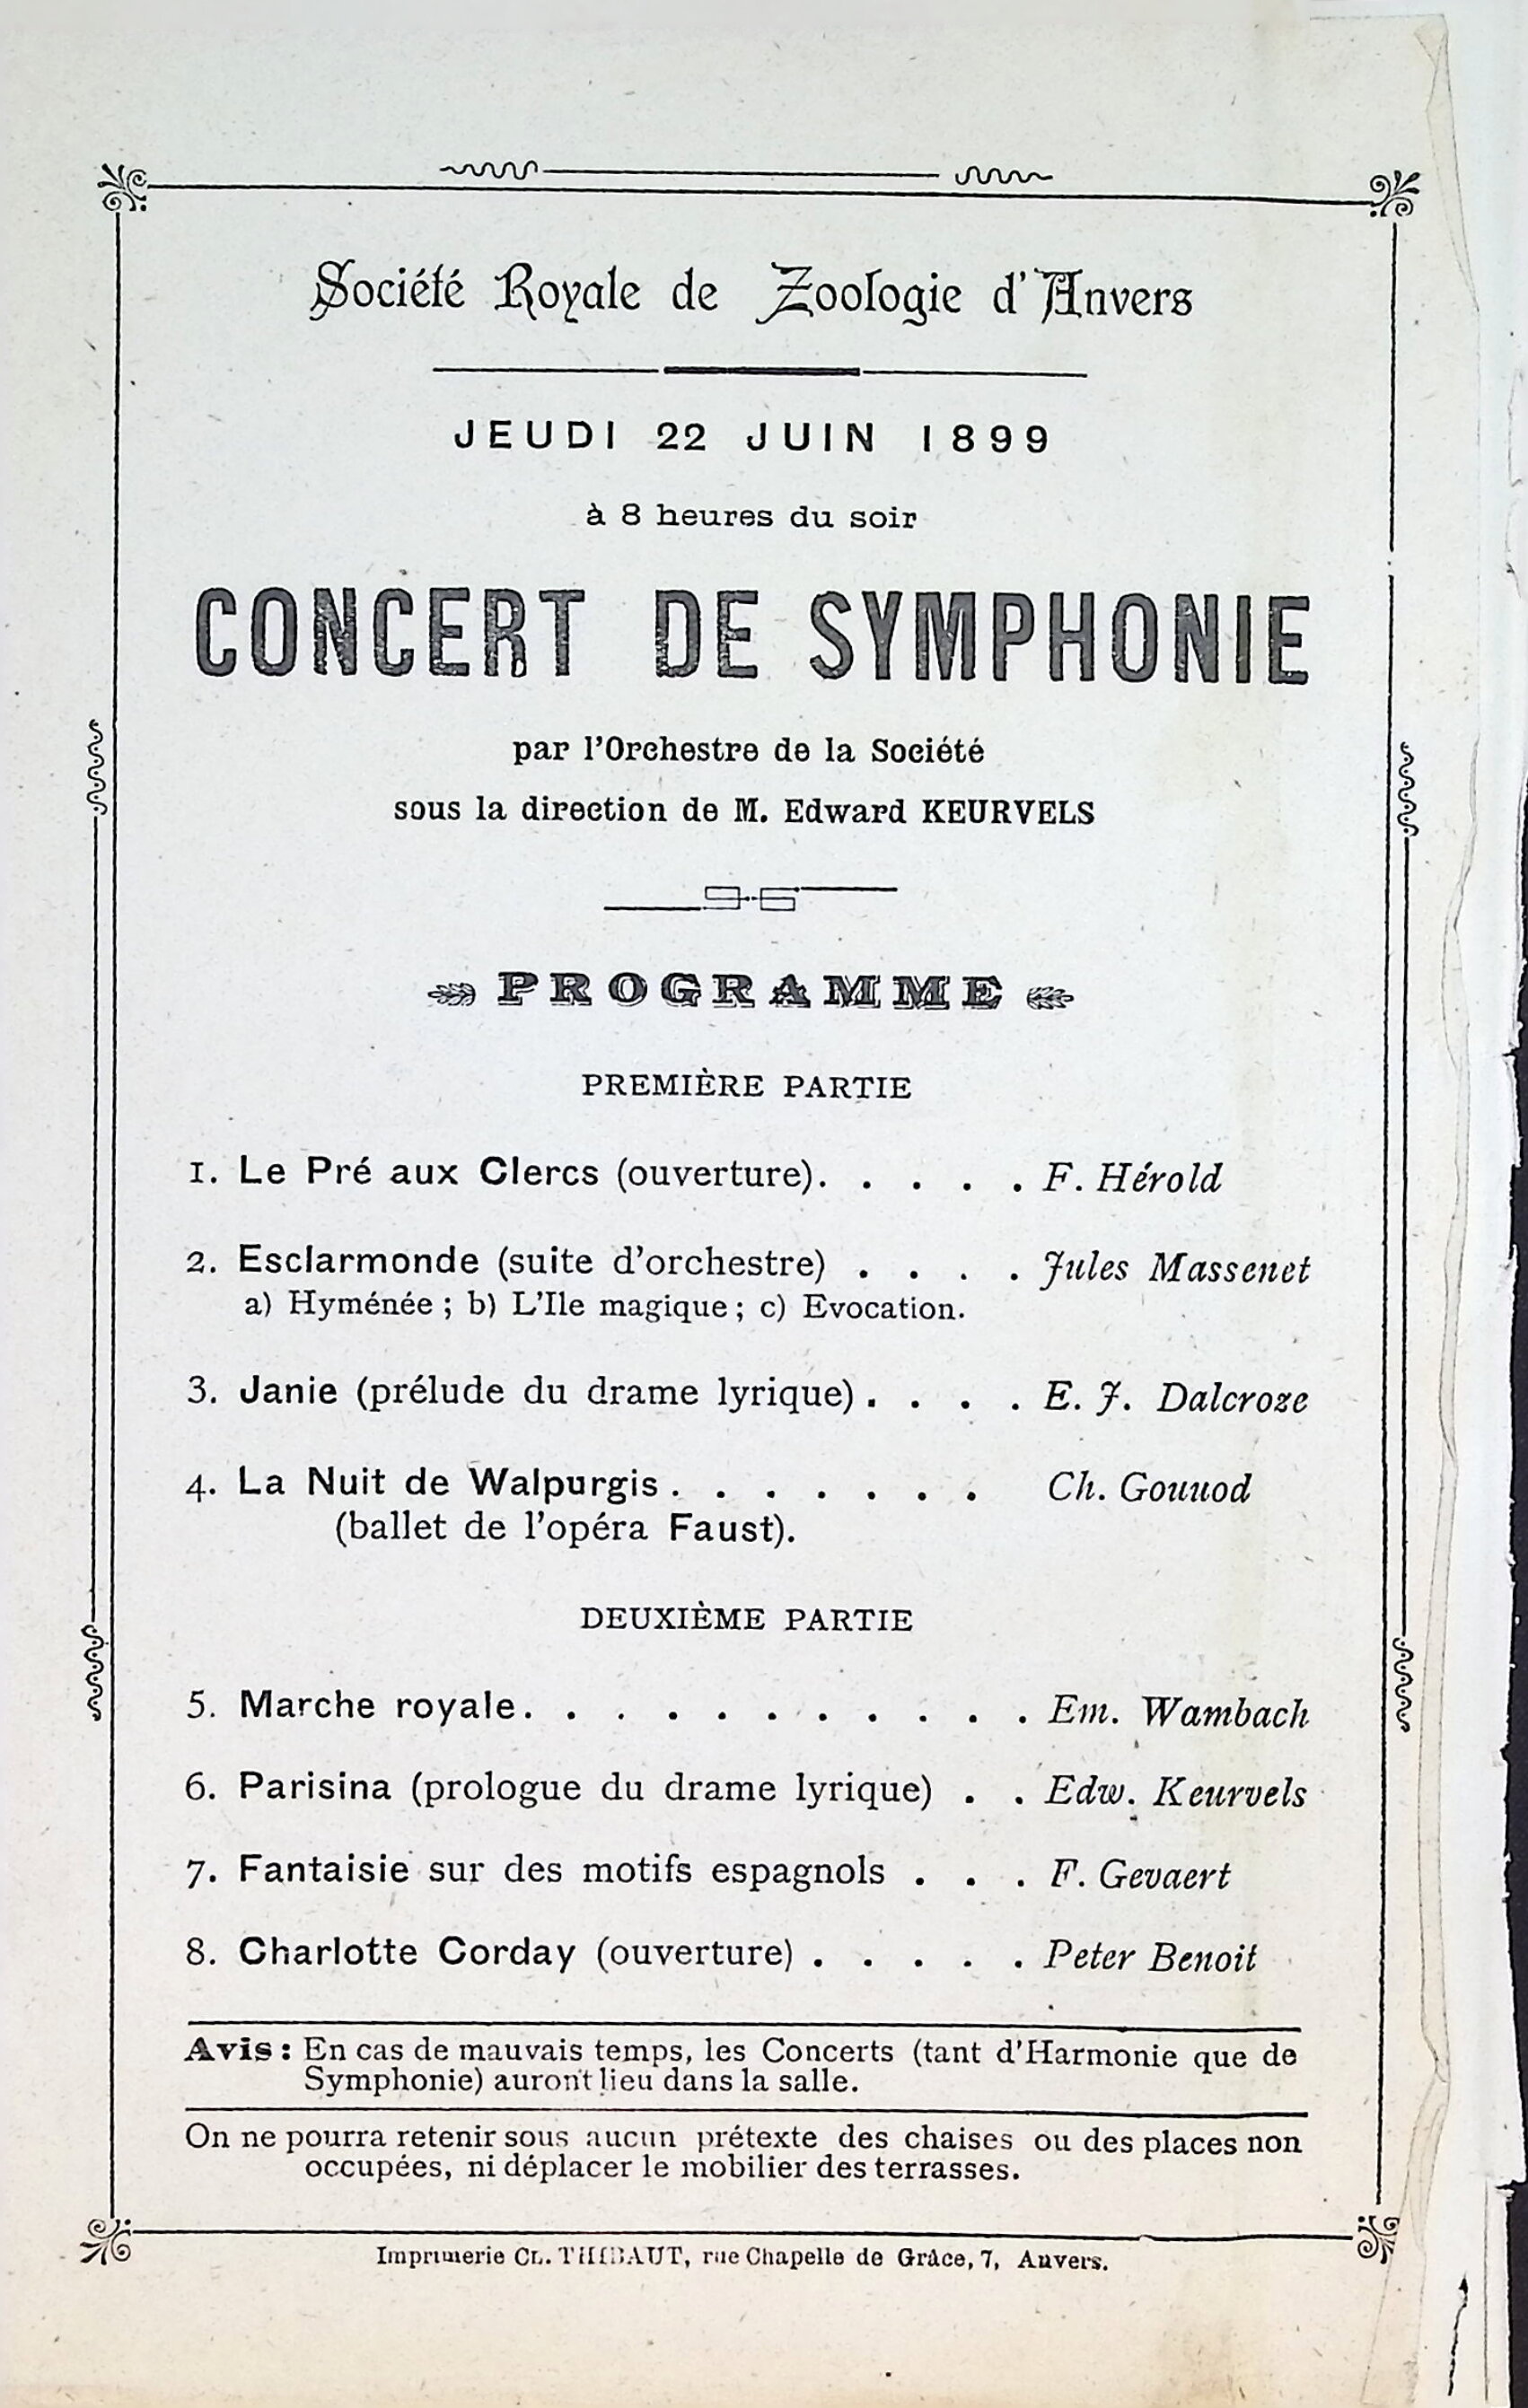 Société Royale de Zoologie d'Anvers
JEUDI 22 JUIN 1899
à 8 heures du soir
CONCERT DE SYMPHONIE
par l'Orchestre de la Société
sous la direction de M. Edward KEURVELS
PROGRAMME
PREMIÈRE PARTIE
1. Le Pré aux Clercs (ouverture). . . . . F. Hérold
2. Esclarmonde (suite d'orchestre) . . . . Jules Massenet
a) Hyménée ; b) L'Ile magique ; c) Evocation.
3. Janie (prélude du drame lyrique) . . . . E. J. Dalcroze
4. La Nuit de Walpurgis . . . . . . . Ch. Gouuod
(ballet de l'opéra Faust).
DEUXIÈME PARTIE
5. Marche royale. . . . . . . . . . . Em. Wambach
6. Parisina (prologue du drame lyrique) . . Edw. Keurvels
7. Fantaisie sur des motifs espagnols . . . F. Gevaert
8. Charlotte Corday (ouverture) . . . . . Peter Benoit
Avis : En cas de mauvais temps, les Concerts (tant d'Harmonie que de
Symphonie) auront lieu dans la salle.
On ne pourra retenir sous aucun prétexte des chaises ou des places non
occupées, ni déplacer le mobilier des terrasses.
Imprimerie CL. THIBAUT, rue Chapelle de Grâce, 7, Anvers.